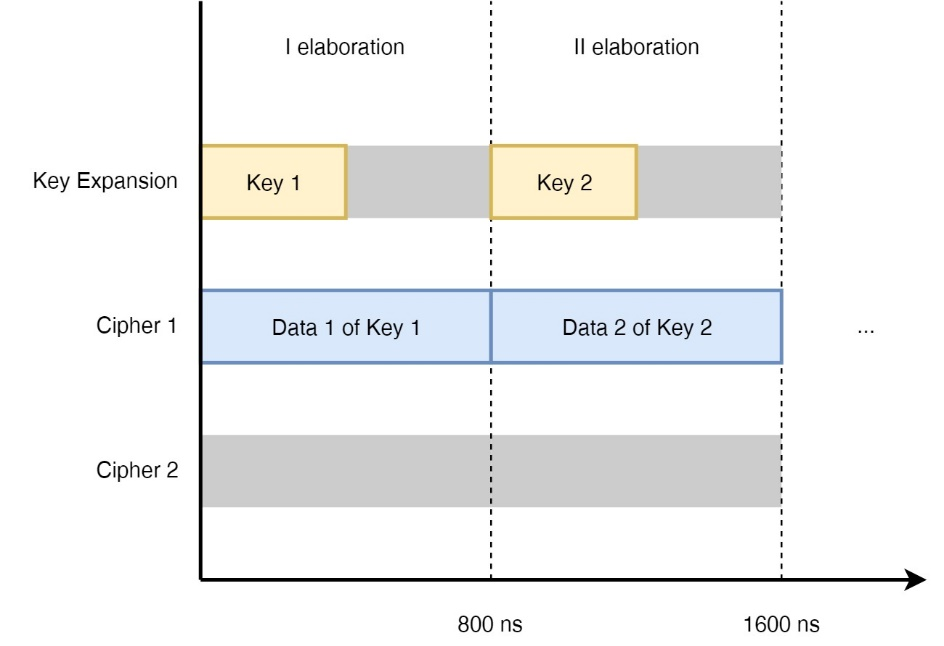 I elaboration
II elaboration
Key Expansion
Key 1
Key 2
Cipher 1
Data 1 of Key 1
Data 2 of Key 2
...
Cipher 2
800 ns
1600 ns